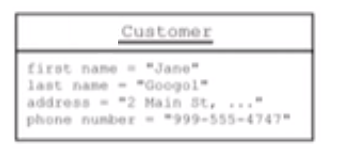 Customer
first name = "Jane"
last name = "Googol"
address = "2 Main St, ..."
phone number = "999-555-4747"